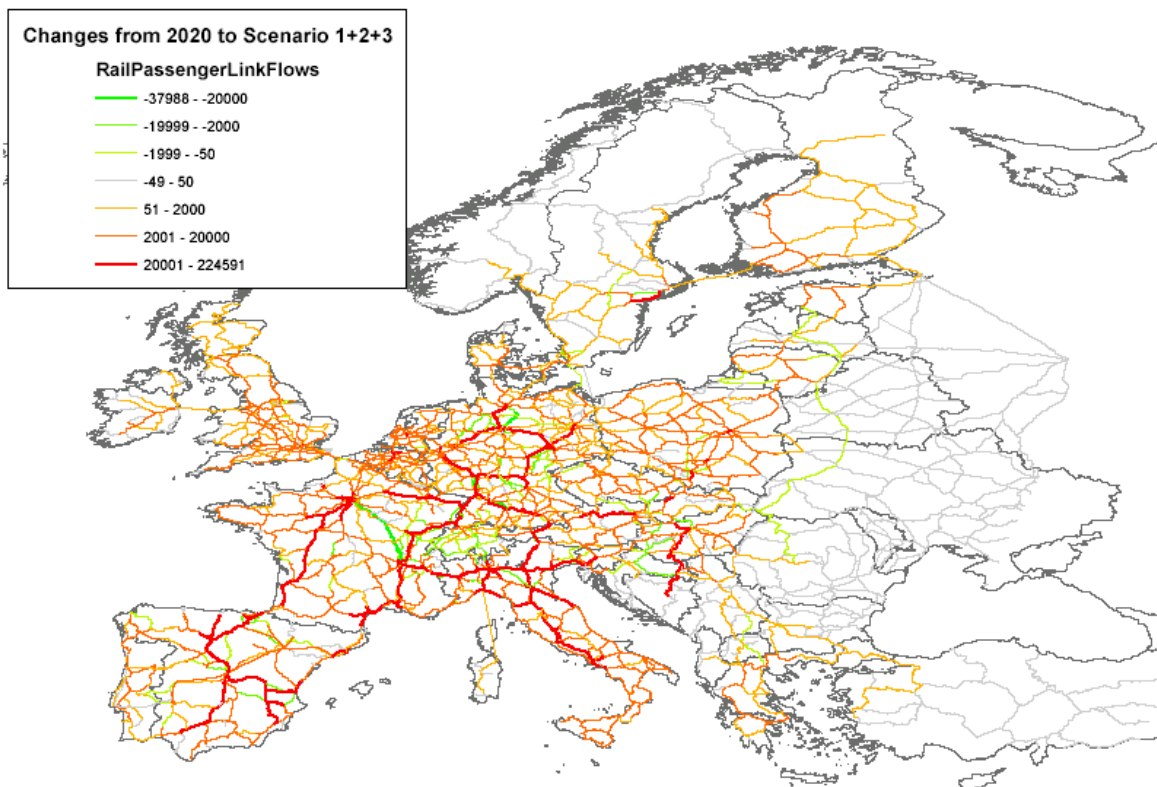 Changes from 2020 to Scenario 1+2+3
RailPassengerLinkFlows
-37988 - -20000
-19999 - -2000
-1999 - -50
-49 - 50
51 - 2000
2001 - 20000
20001 - 224591